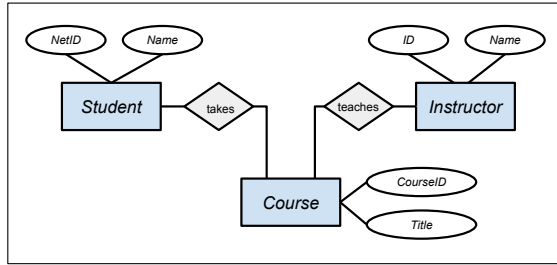 NetID
Name
ID
Name
Student
takes
teaches
Instructor
Course
CourseID
Title